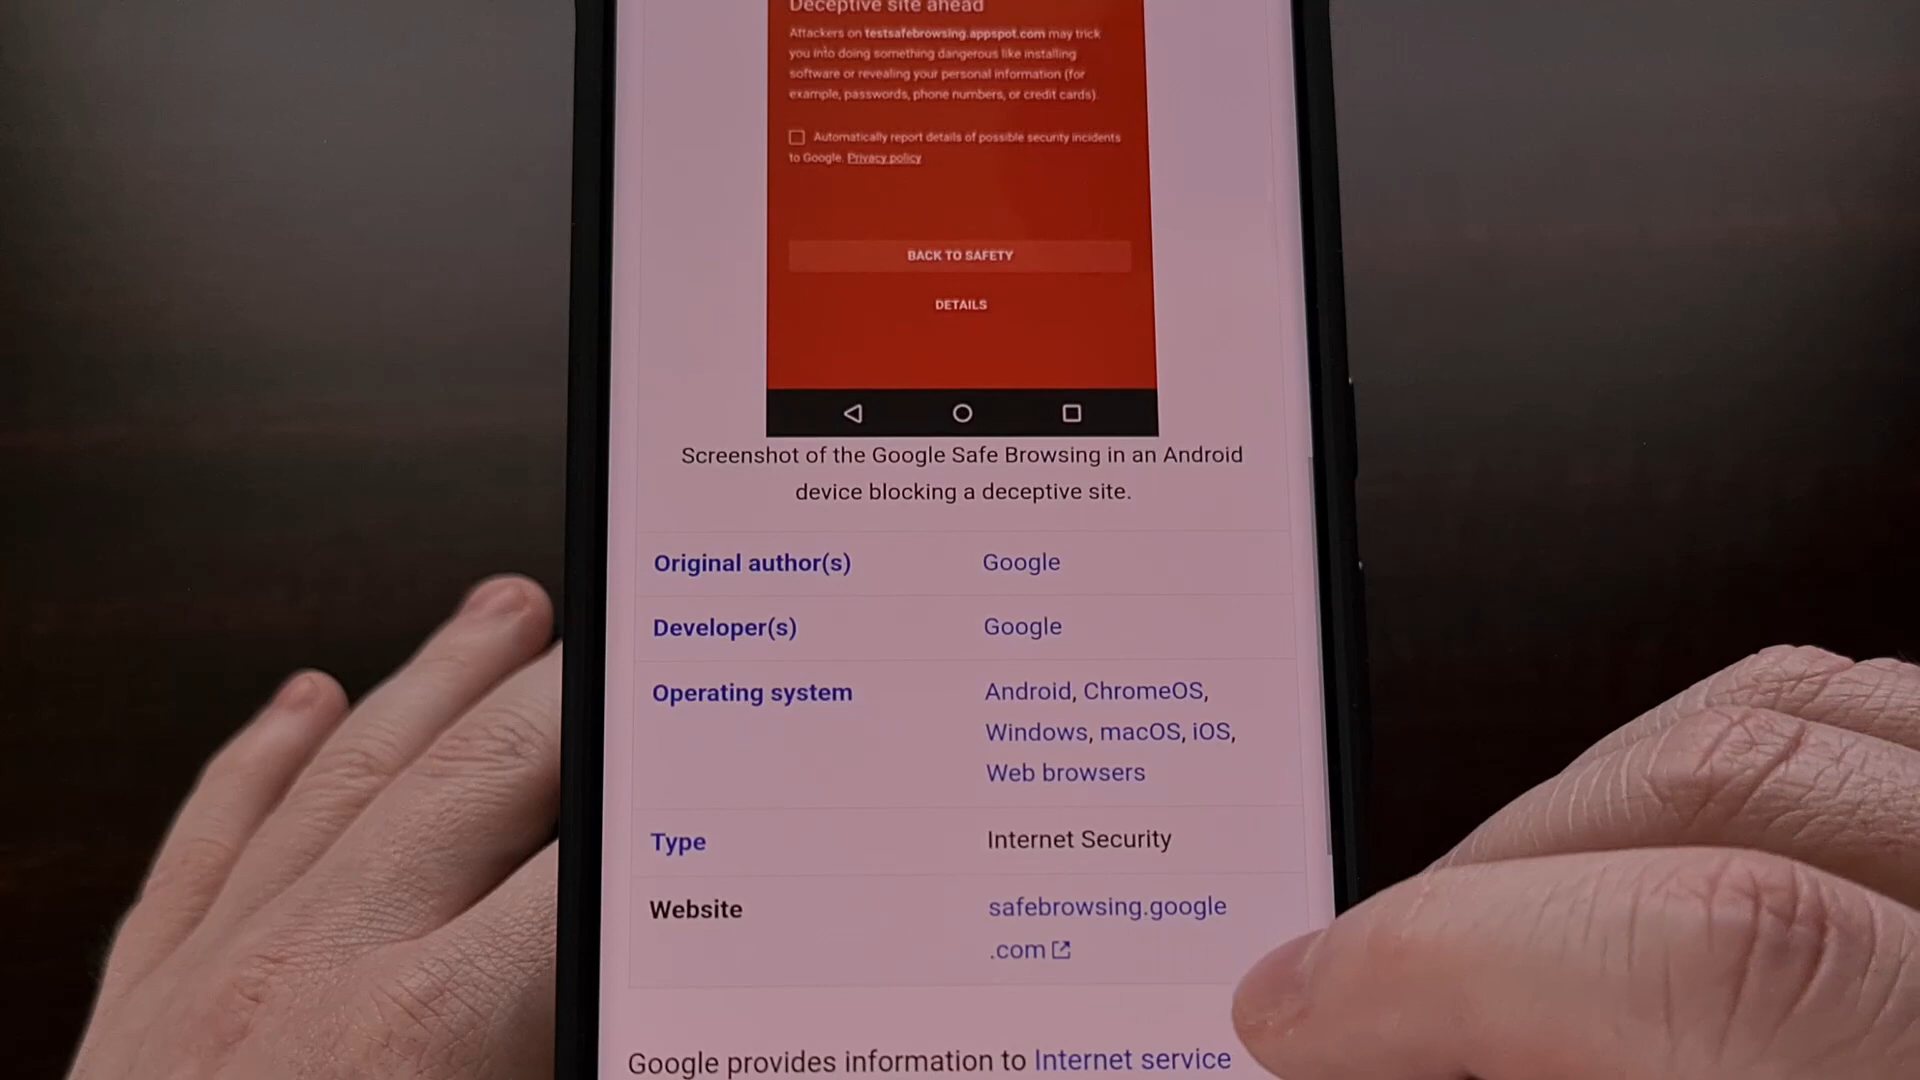 Deceptive site ahead
Attackers on testsafebrowsing.appspot.com may trick
you into doing something dangerous like installing
software or revealing your personal information (for
example, passwords, phone numbers, or credit cards).
Automatically report details of possible security incidents
to Google. Privacy policy
BACK TO SAFETY
DETAILS
Screenshot of the Google Safe Browsing in an Android
device blocking a deceptive site.
Original author(s) Google
Developer(s) Google
Operating system Android, ChromeOS,
Windows, macOS, iOS,
Web browsers
Type Internet Security
Website safebrowsing.google
.com
Google provides information to Internet service